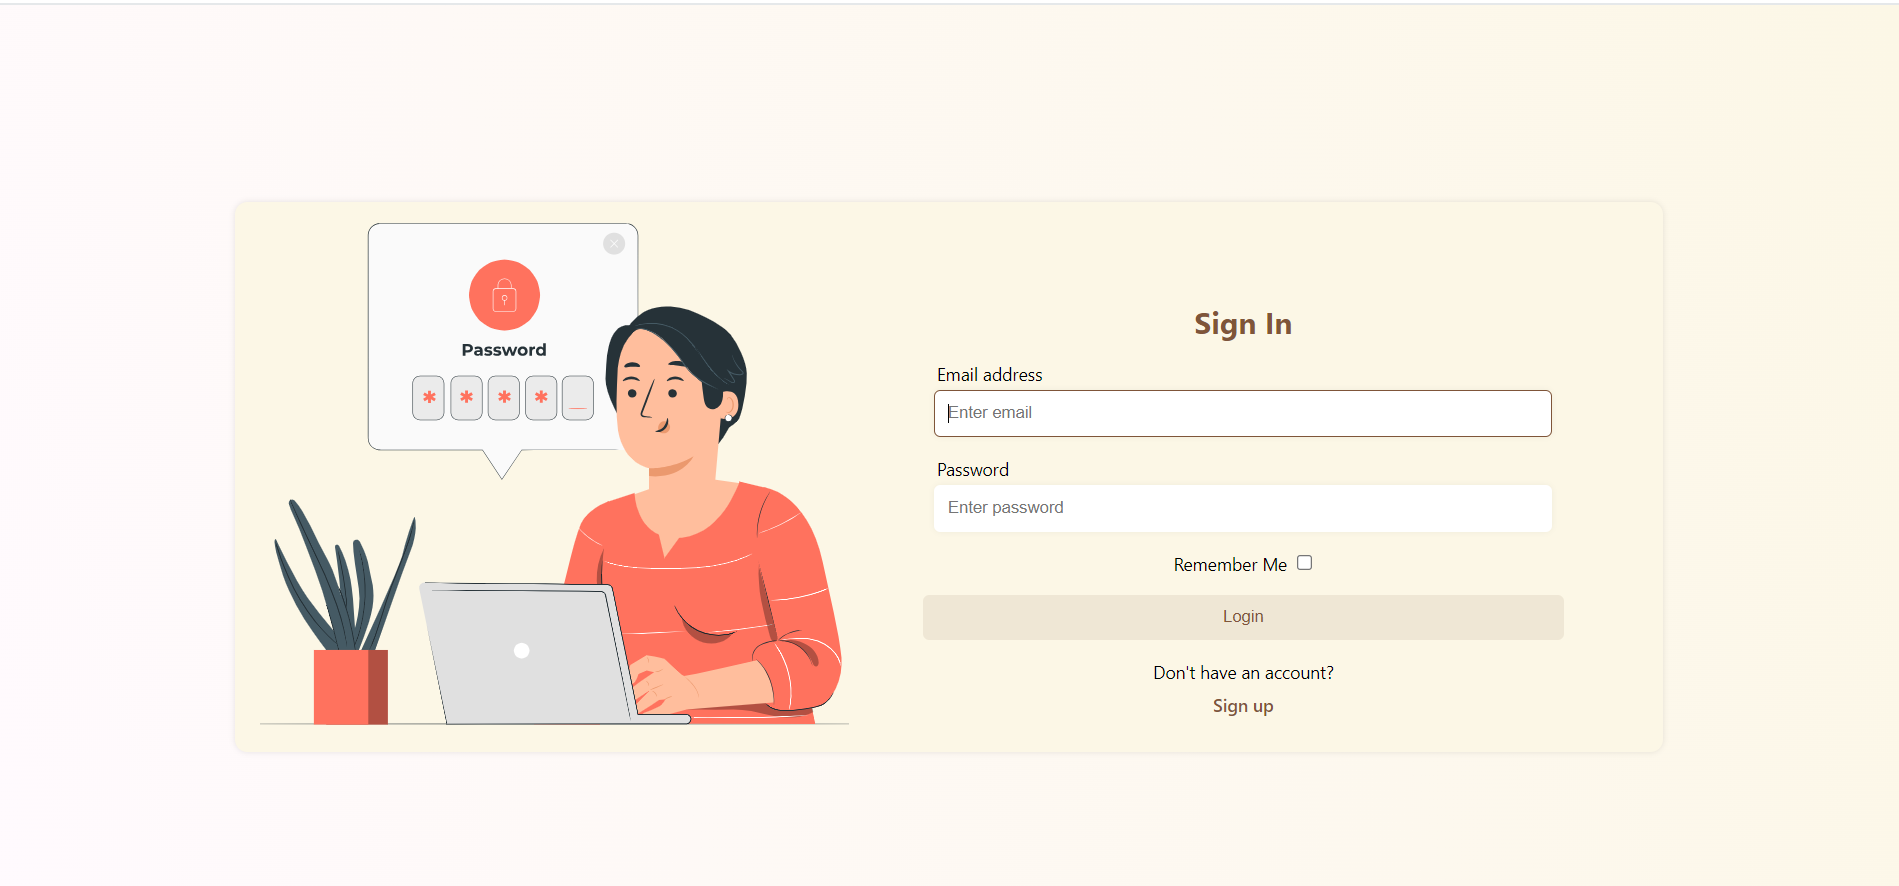 Password
* * * * _
Sign In
Email address
Enter email
Password
Enter password
Remember Me
Login
Don't have an account?
Sign up